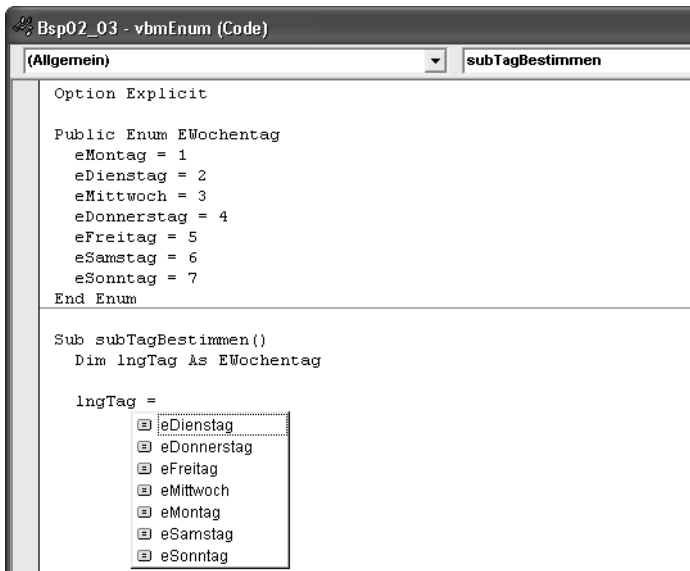 Bsp02_03 - vbmEnum (Code)
(Allgemein) subTagBestimmen
Option Explicit
Public Enum EWochentag
eMontag = 1
eDienstag = 2
eMittwoch = 3
eDonnerstag = 4
eFreitag = 5
eSamstag = 6
eSonntag = 7
End Enum
Sub subTagBestimmen()
Dim lngTag As EWochentag
lngTag =
eDienstag
eDonnerstag
eFreitag
eMittwoch
eMontag
eSamstag
eSonntag